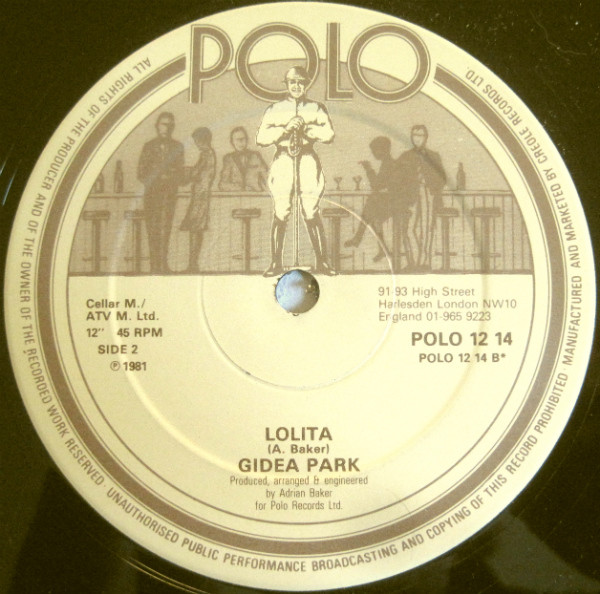 POLO
Cellar M./
ATV M. Ltd.
12" 45 RPM
SIDE 2
℗ 1981
91-93 High Street
Harlesden London NW10
England 01-965 9223
POLO 12 14
POLO 12 14 B*
LOLITA
(A. Baker)
GIDEA PARK
Produced, arranged & engineered
by Adrian Baker
for Polo Records Ltd.
ALL RIGHTS OF THE PRODUCER AND OF THE OWNER OF THE RECORDED WORK RESERVED · UNAUTHORISED PUBLIC PERFORMANCE BROADCASTING AND COPYING OF THIS RECORD PROHIBITED · MANUFACTURED AND MARKETED BY CREOLE RECORDS LTD.